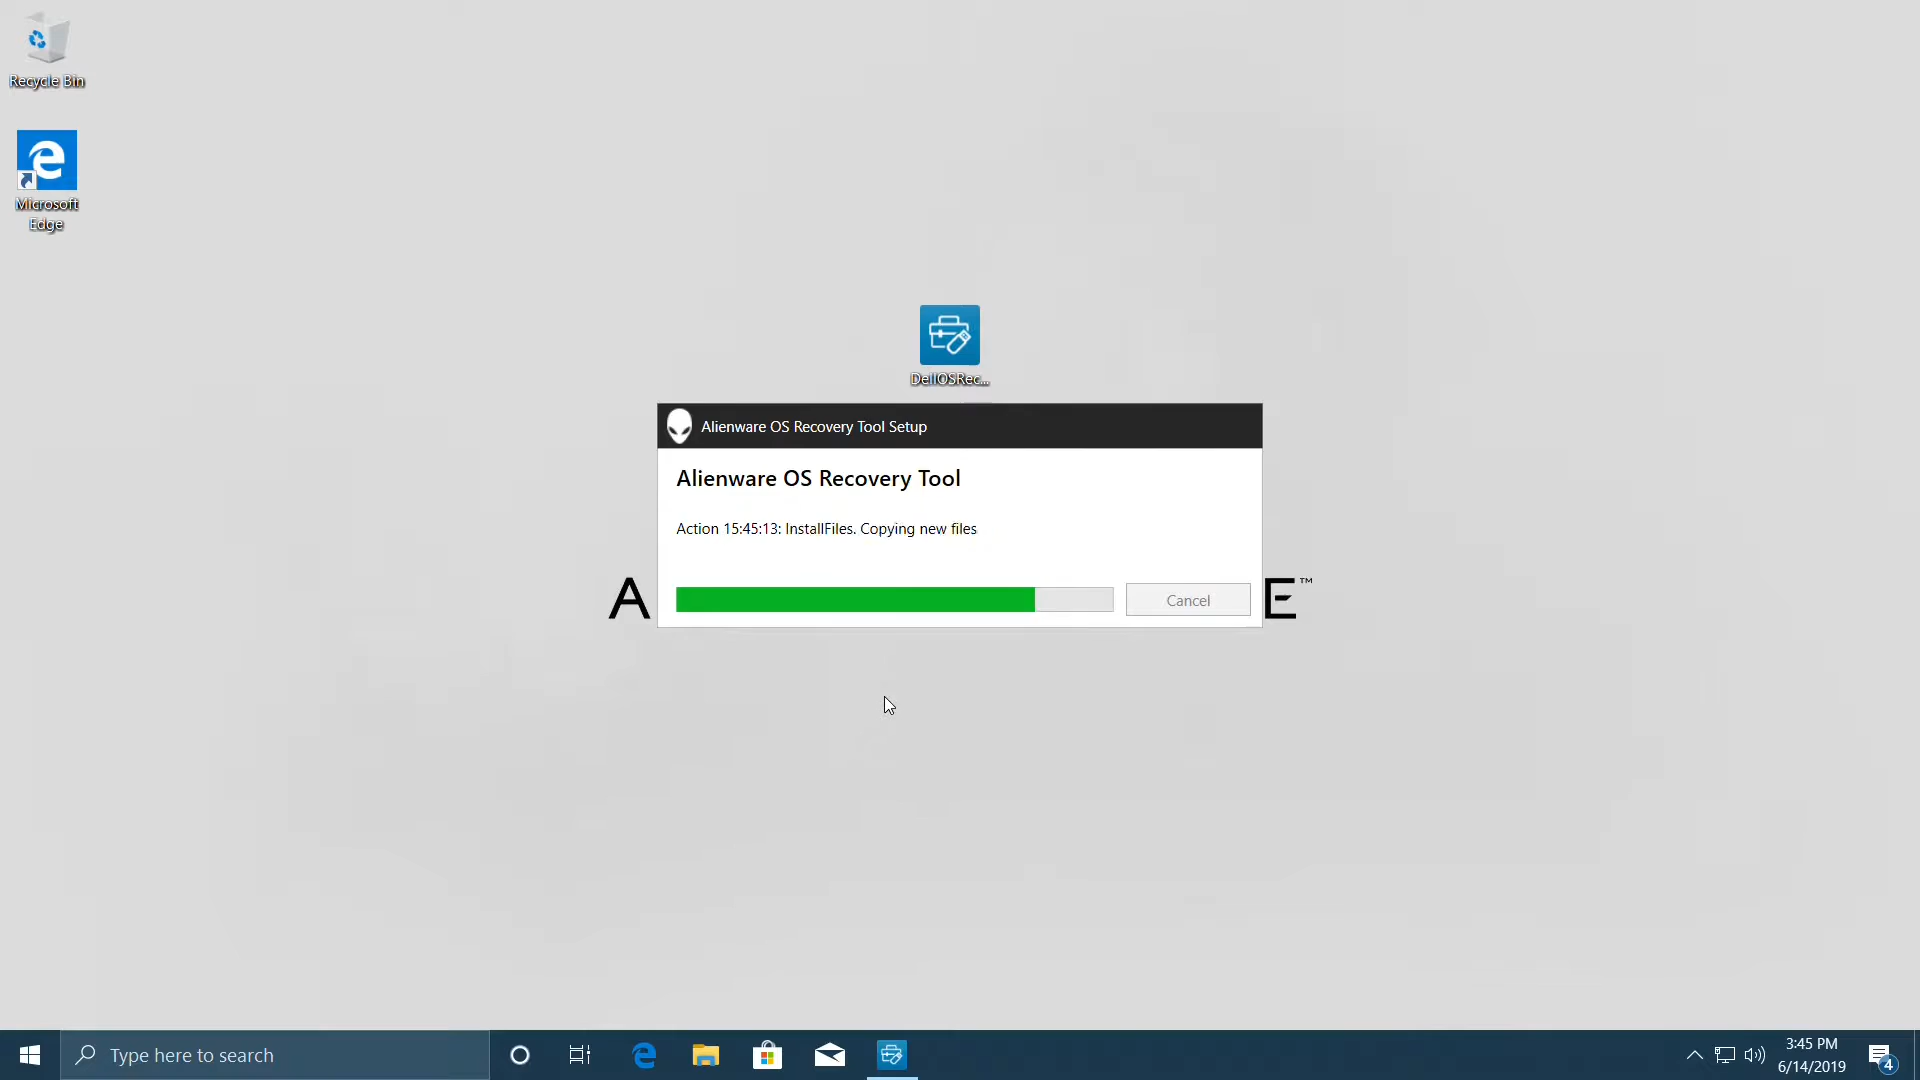 Recycle Bin
Microsoft
Edge
DellOSRec...
Alienware OS Recovery Tool Setup
Alienware OS Recovery Tool
Action 15:45:13: InstallFiles. Copying new files
Cancel
A
E™
Type here to search
3:45 PM
6/14/2019
4